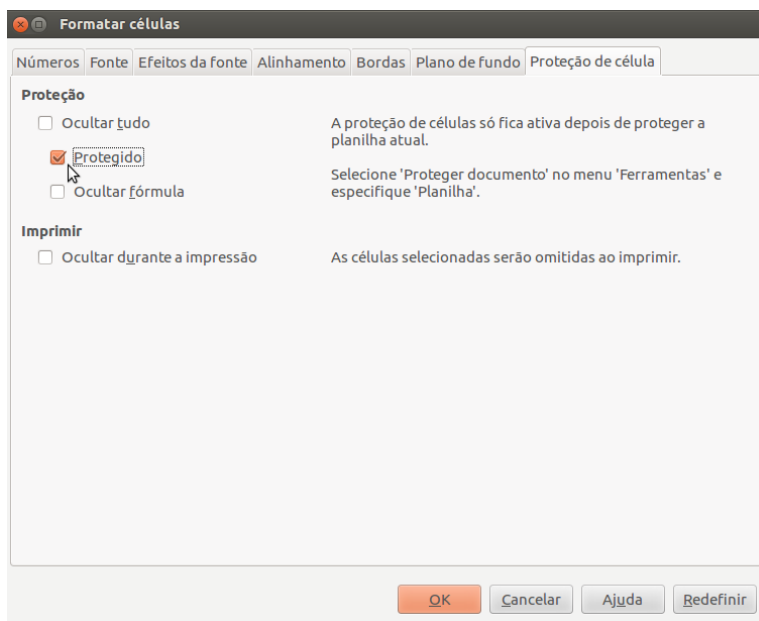 Formatar células
Números Fonte Efeitos da fonte Alinhamento Bordas Plano de fundo Proteção de célula
Proteção
Ocultar tudo
A proteção de células só fica ativa depois de proteger a
planilha atual.
Protegido
Selecione 'Proteger documento' no menu 'Ferramentas' e
especifique 'Planilha'.
Ocultar fórmula
Imprimir
Ocultar durante a impressão
As células selecionadas serão omitidas ao imprimir.
OK Cancelar Ajuda Redefinir